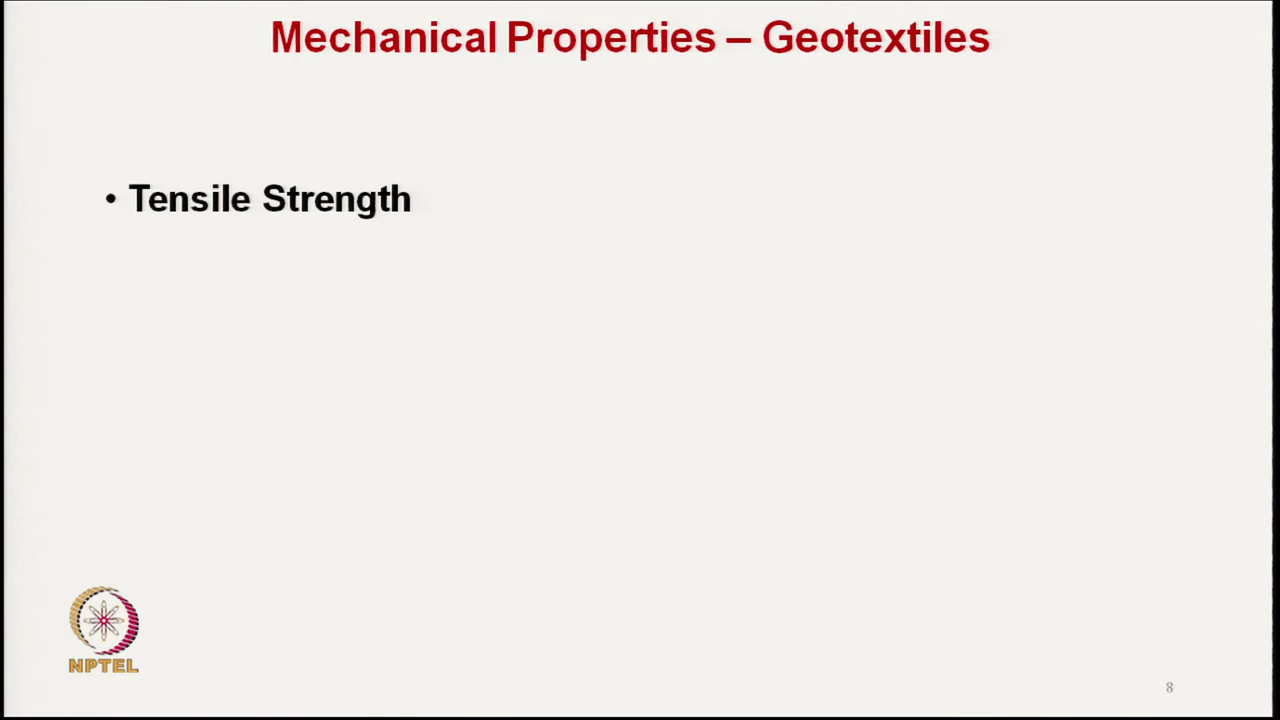 Mechanical Properties – Geotextiles
• Tensile Strength
NPTEL
8